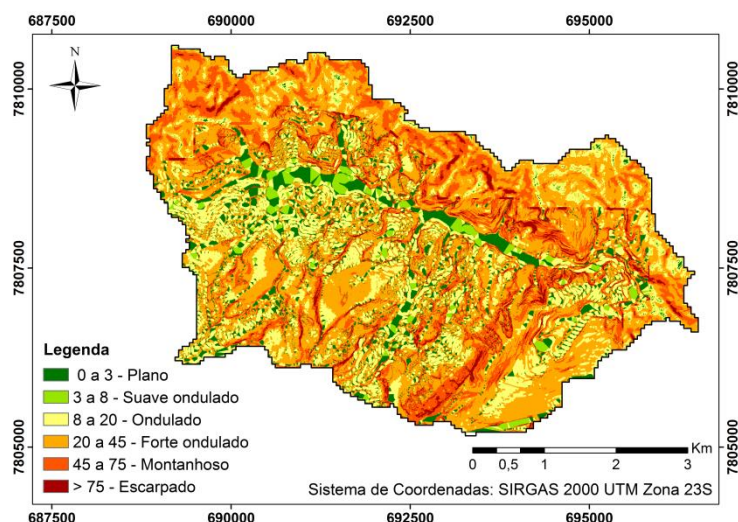 687500 690000 692500 695000
N
7810000 7810000
7807500 7807500
7805000 7805000
Legenda
0 a 3 - Plano
3 a 8 - Suave ondulado
8 a 20 - Ondulado
20 a 45 - Forte ondulado
45 a 75 - Montanhoso
> 75 - Escarpado
Km
0 0,5 1 2 3
Sistema de Coordenadas: SIRGAS 2000 UTM Zona 23S
687500 690000 692500 695000